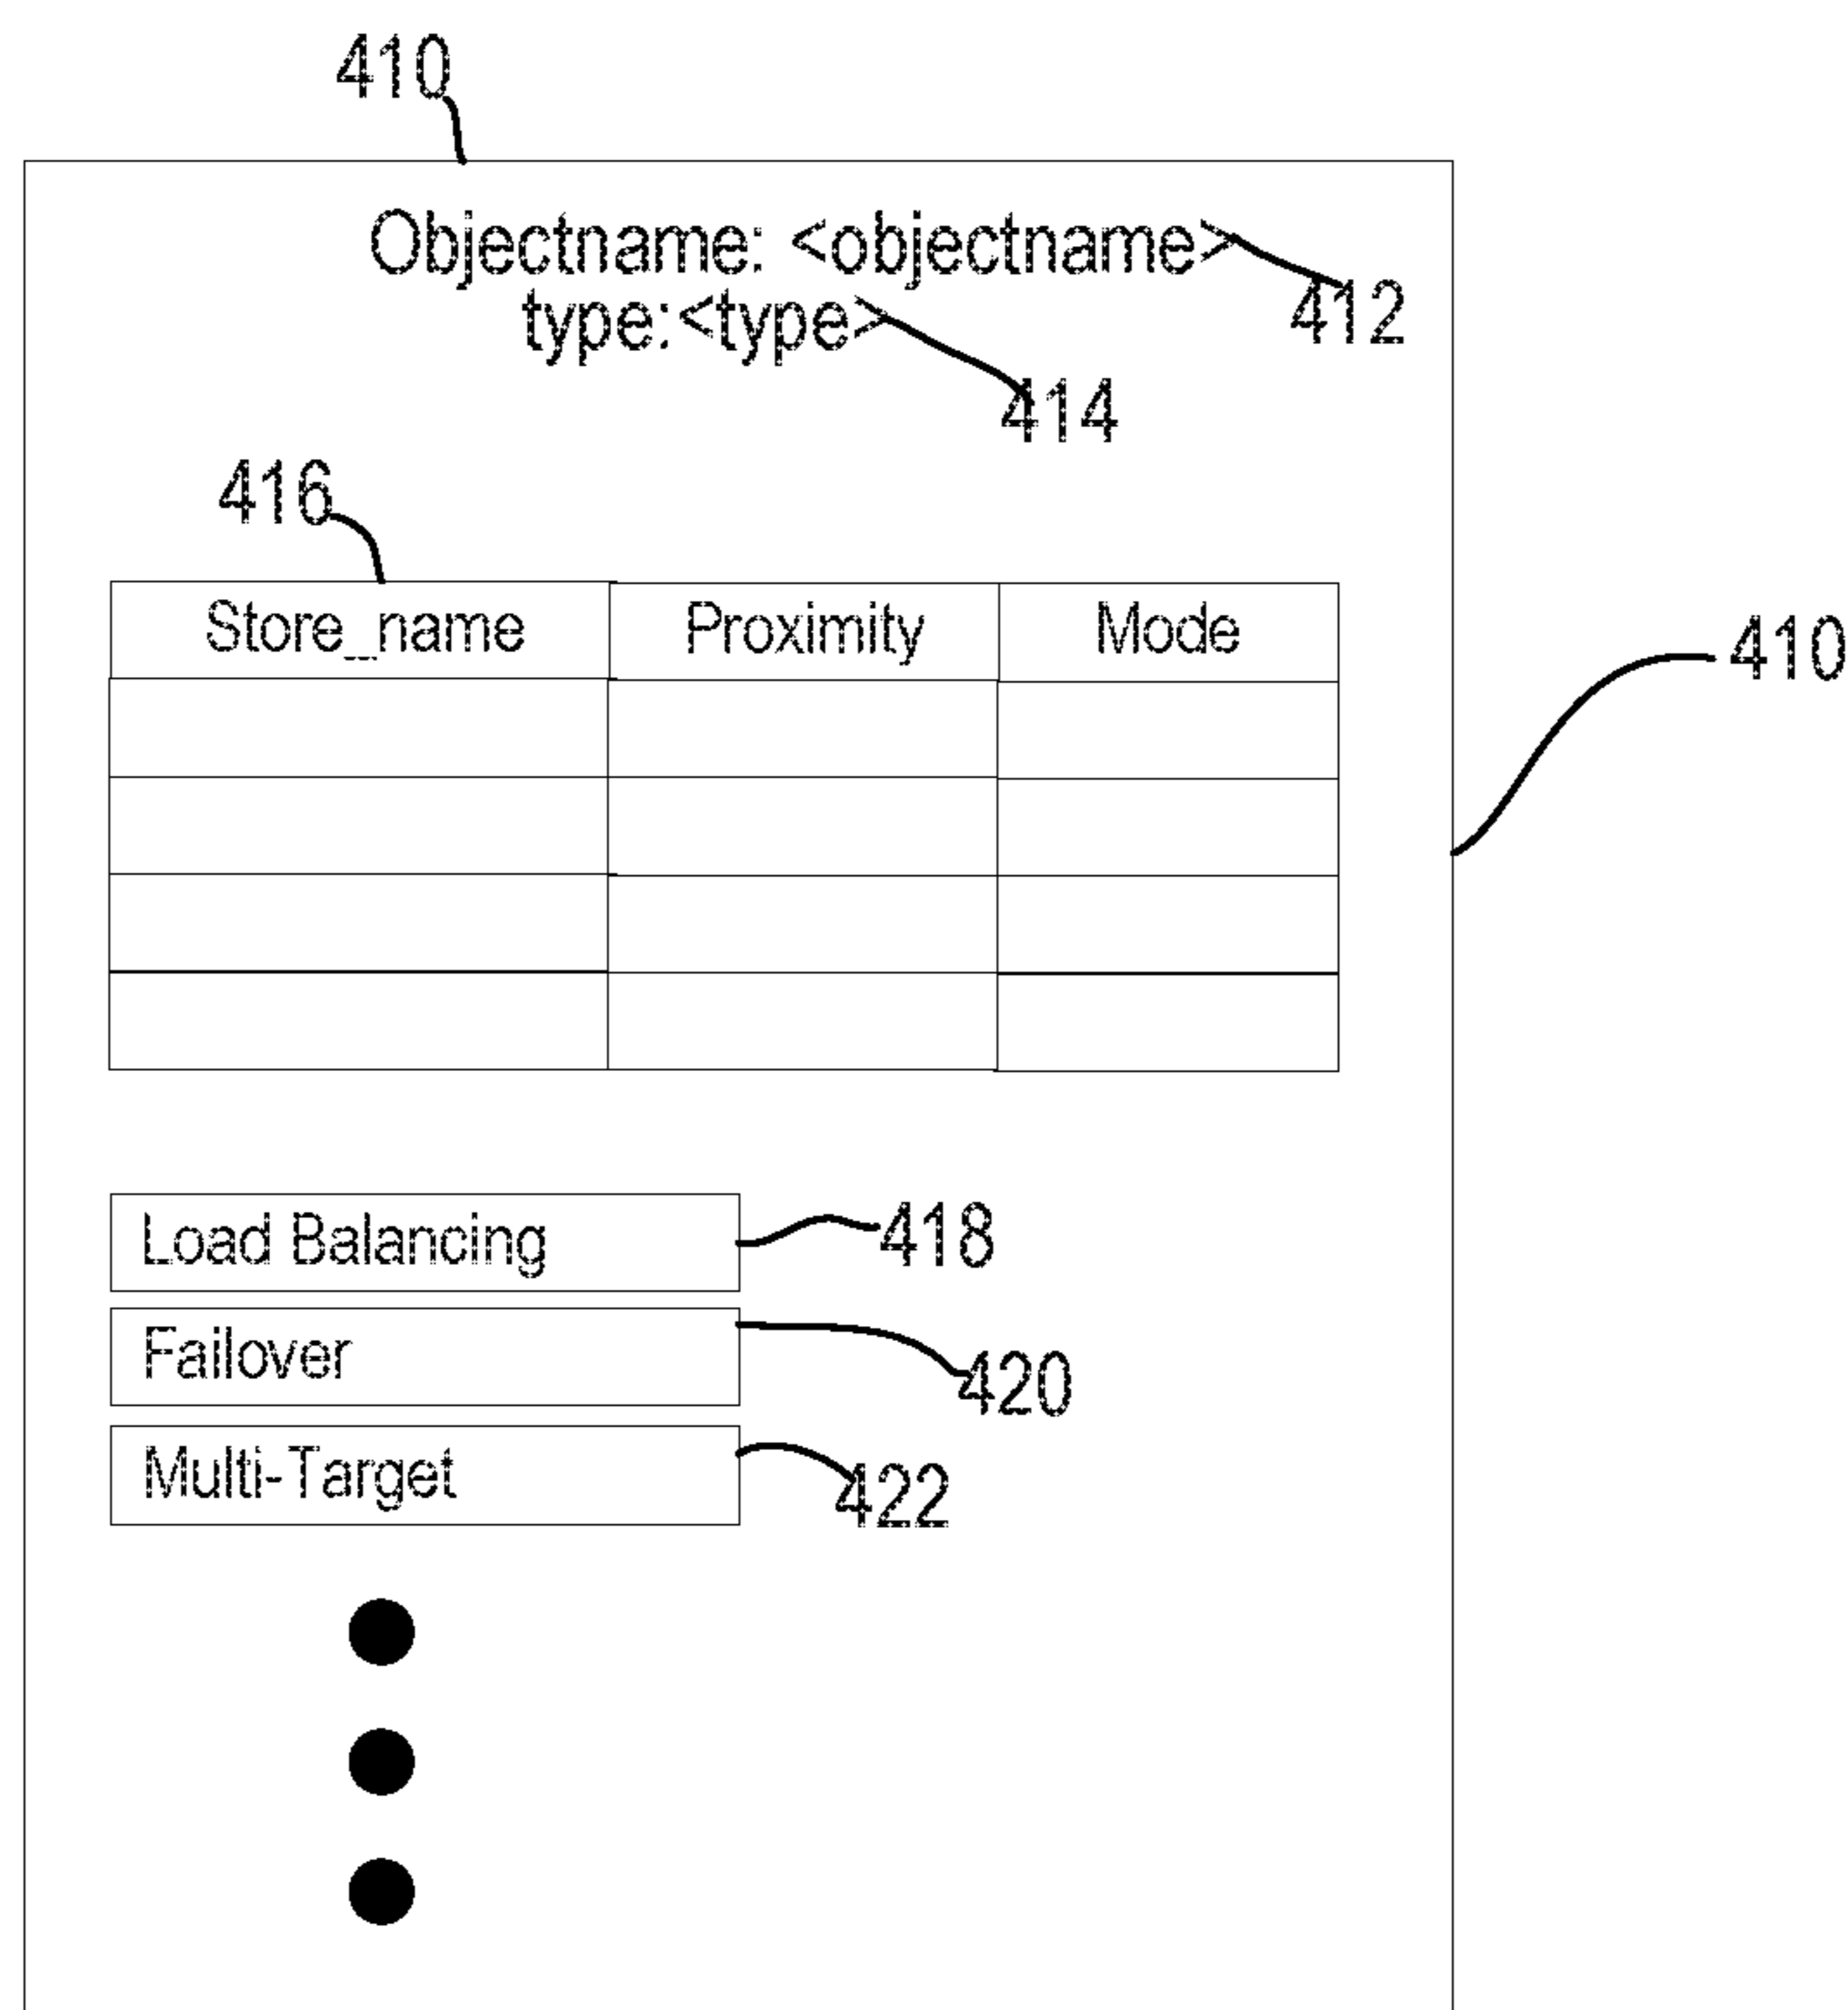 410
Objectname: <objectname>
412
type:<type>
414
416
Store_name Proximity Mode
410
Load Balancing 418
Failover
420
Multi-Target
422